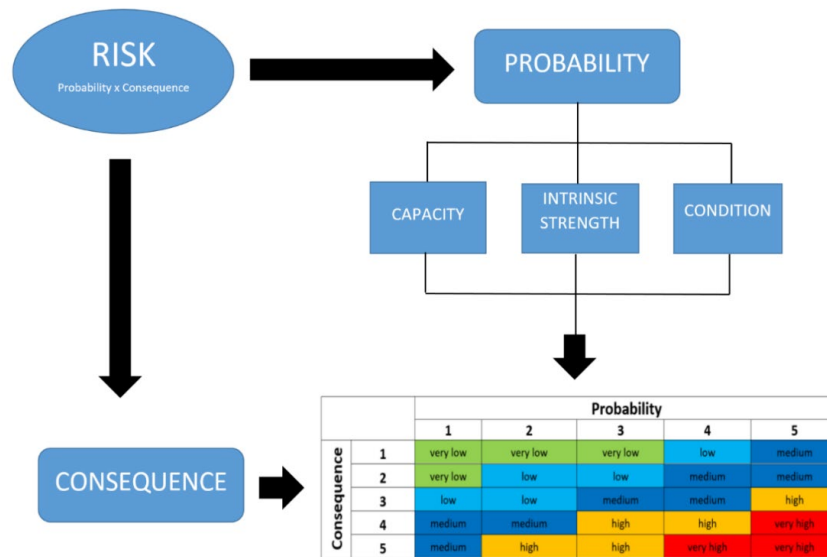 RISK
Probability x Consequence
PROBABILITY
CAPACITY
INTRINSIC
STRENGTH
CONDITION
CONSEQUENCE
Probability
1 2 3 4 5
Consequence
1 very low very low very low low medium
2 very low low low medium medium
3 low low medium medium high
4 medium medium high high very high
5 medium high high very high very high